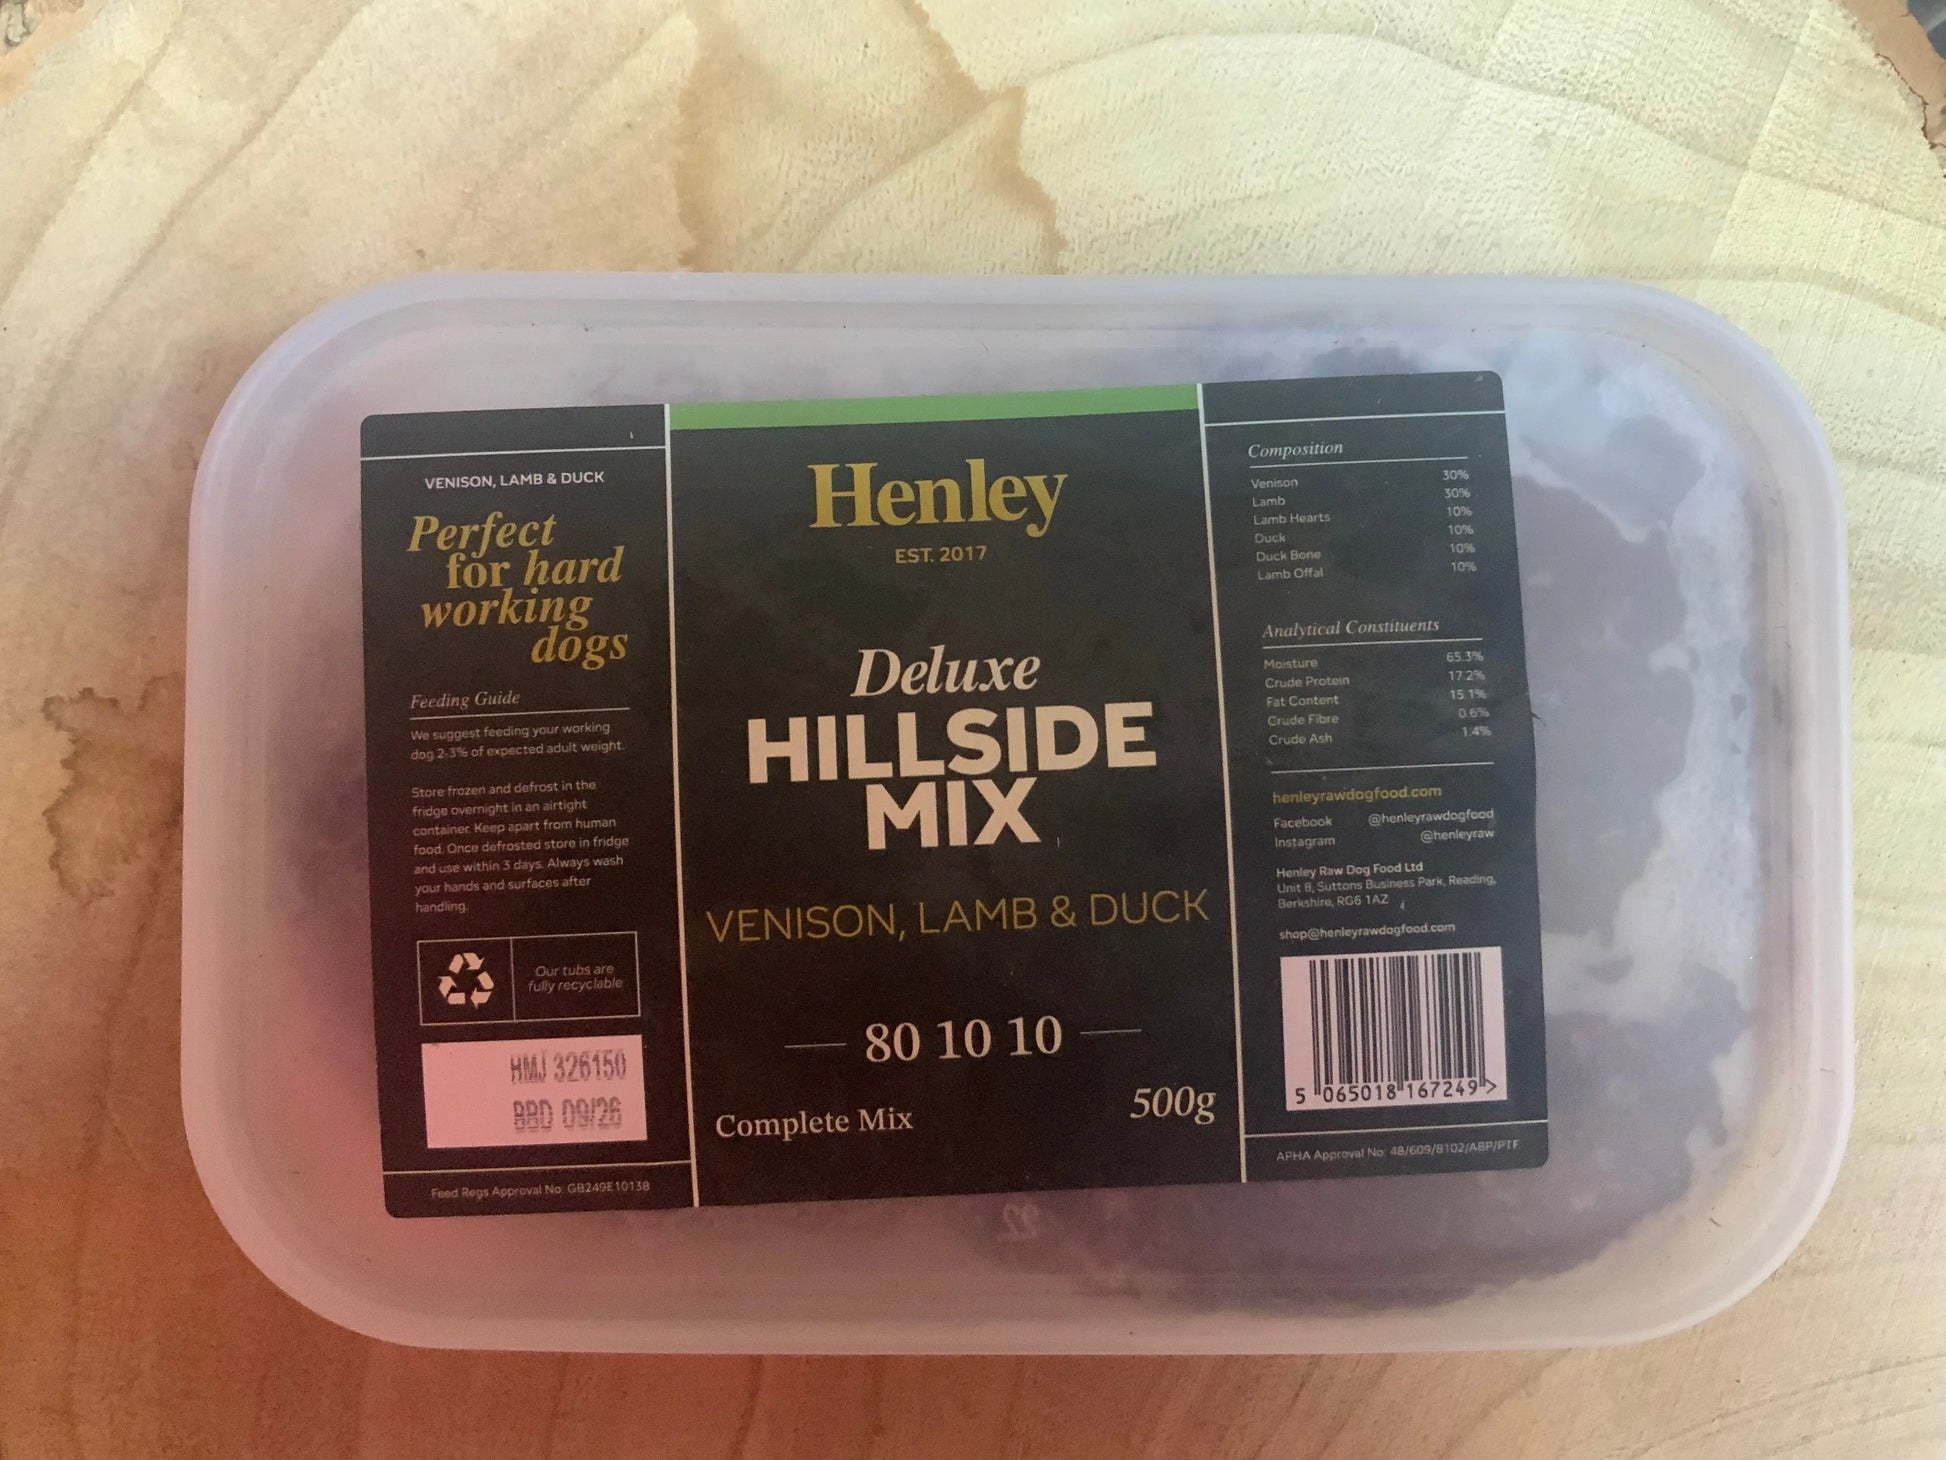 VENISON, LAMB & DUCK
Perfect
for hard
working
dogs
Feeding Guide
We suggest feeding your working
dog 2-3% of expected adult weight.
Store frozen and defrost in the
fridge overnight in an airtight
container. Keep apart from human
food. Once defrosted store in fridge
and use within 3 days. Always wash
your hands and surfaces after
handling.
Our tubs are
fully recyclable
HMJ 326150
BBD 09/26
Feed Regs Approval No: GB249E10138
Henley
EST. 2017
Deluxe
HILLSIDE
MIX
VENISON, LAMB & DUCK
80 10 10
Complete Mix
500g
Composition
Venison 30%
Lamb 30%
Lamb Hearts 10%
Duck 10%
Duck Bone 10%
Lamb Offal 10%
Analytical Constituents
Moisture 65.3%
Crude Protein 17.2%
Fat Content 15.1%
Crude Fibre 0.6%
Crude Ash 1.4%
henleyrawdogfood.com
Facebook @henleyrawdogfood
Instagram @henleyraw
Henley Raw Dog Food Ltd
Unit 8, Suttons Business Park, Reading,
Berkshire, RG6 1AZ
shop@henleyrawdogfood.com
5 065018 167249 >
APHA Approval No: 48/609/8102/ABP/PTF